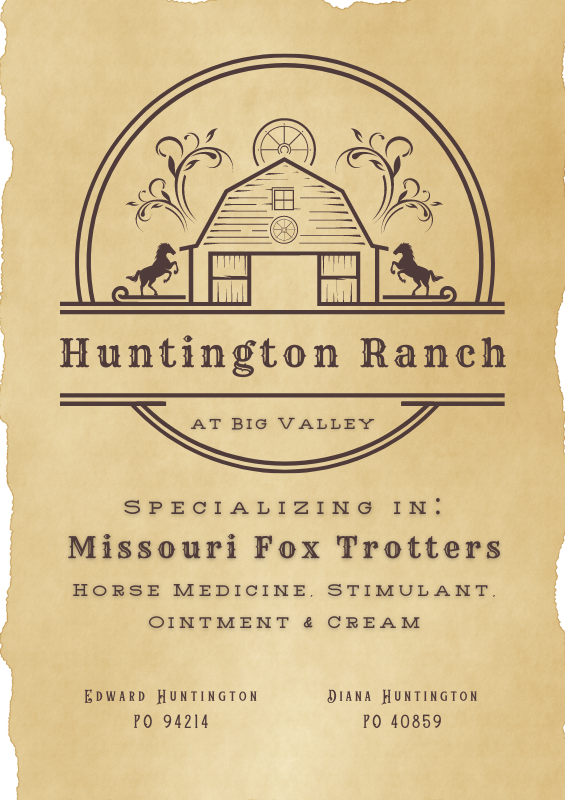 Huntington Ranch
at Big Valley
Specializing in:
Missouri Fox Trotters
Horse Medicine, Stimulant,
Ointment & Cream
Edward Huntington
PO 94214
Diana Huntington
PO 40859